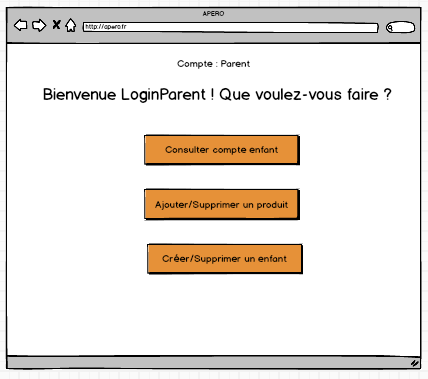 APERO
http://apero.fr
Compte : Parent
Bienvenue LoginParent ! Que voulez-vous faire ?
Consulter compte enfant
Ajouter/Supprimer un produit
Créer/Supprimer un enfant